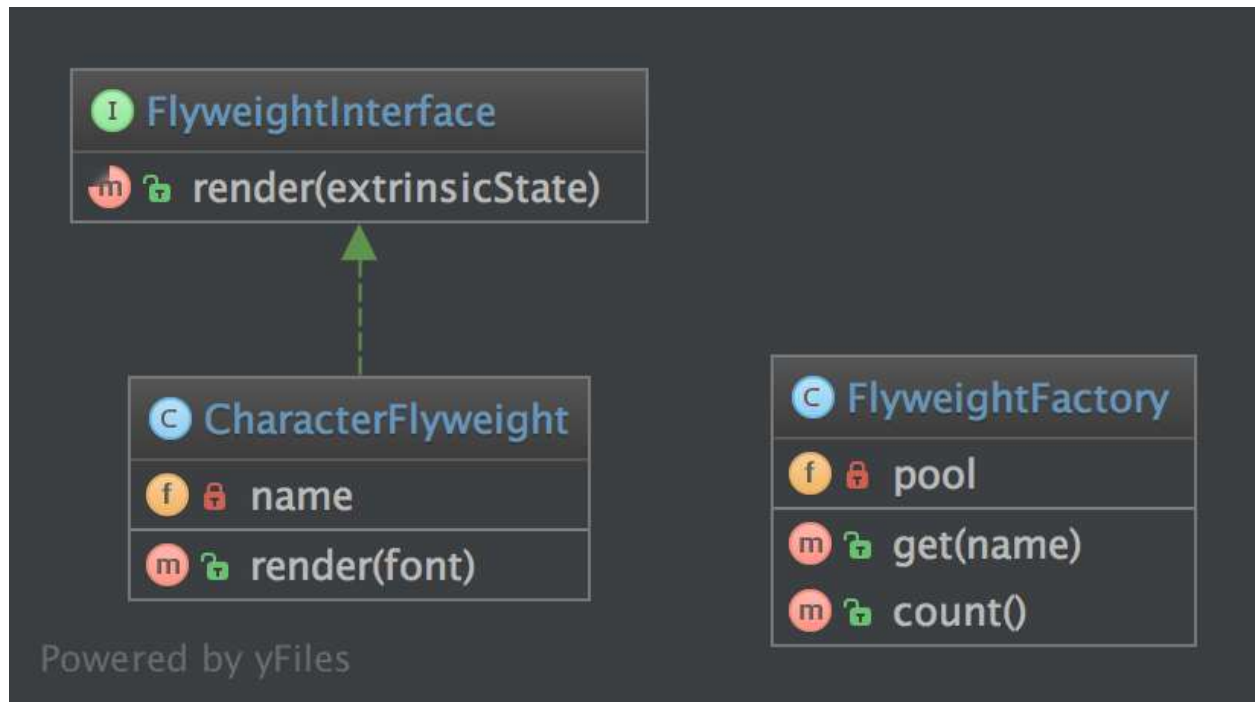 I FlyweightInterface
m render(extrinsicState)
C CharacterFlyweight
f name
m render(font)
C FlyweightFactory
f pool
m get(name)
m count()
Powered by yFiles